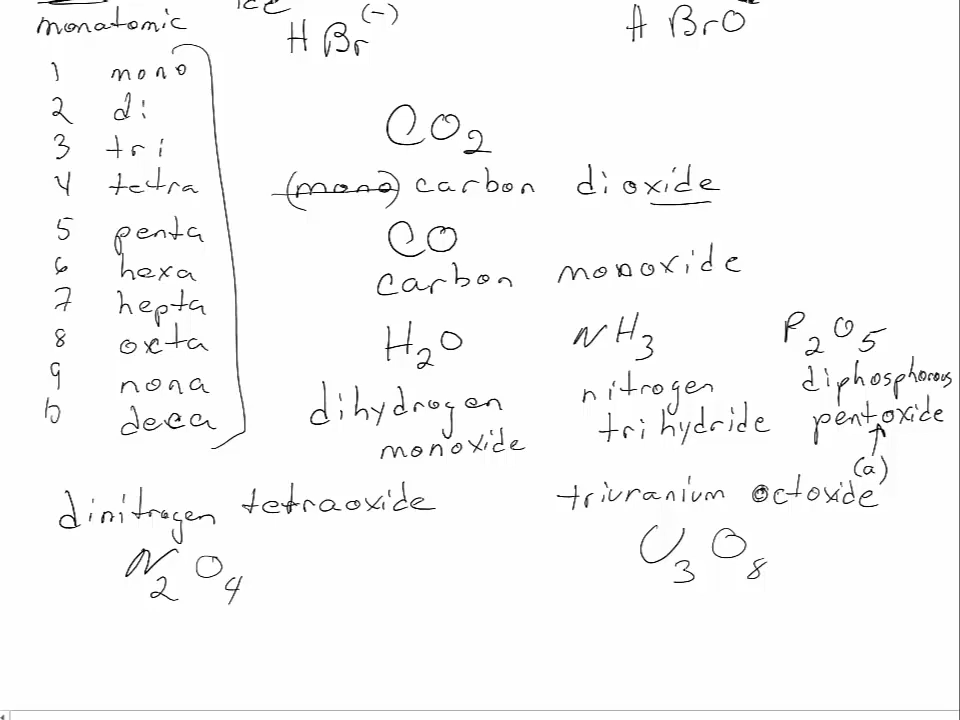 monatomic
HBr(-)
HBrO
1 mono
2 di
3 tri
4 tetra
5 penta
6 hexa
7 hepta
8 octa
9 nona
10 deca
CO2
(mono) carbon dioxide
CO
carbon monoxide
H2O
dihydrogen
monoxide
NH3
nitrogen
trihydride
P2O5
diphosphorous
pentoxide
(a)
dinitrogen tetraoxide
N2O4
triuranium octoxide
U3O8